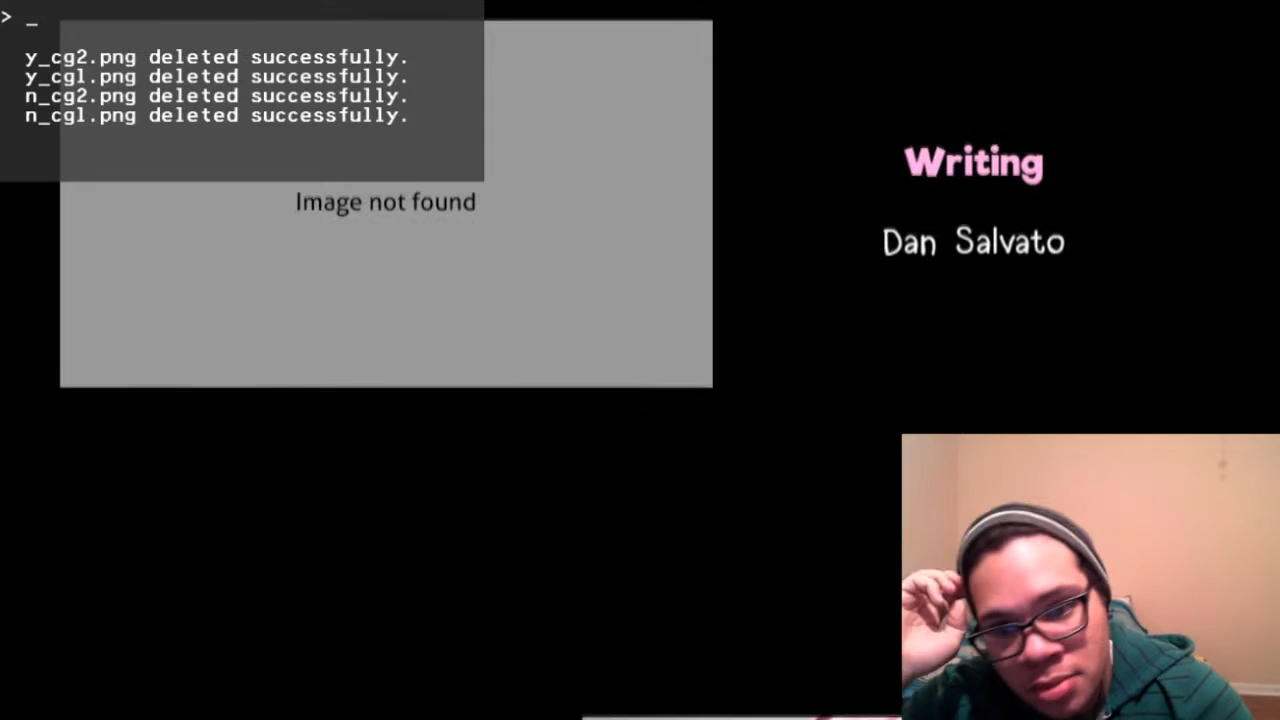 > _
y_cg2.png deleted successfully.
y_cg1.png deleted successfully.
n_cg2.png deleted successfully.
n_cg1.png deleted successfully.
Image not found
Writing
Dan Salvato